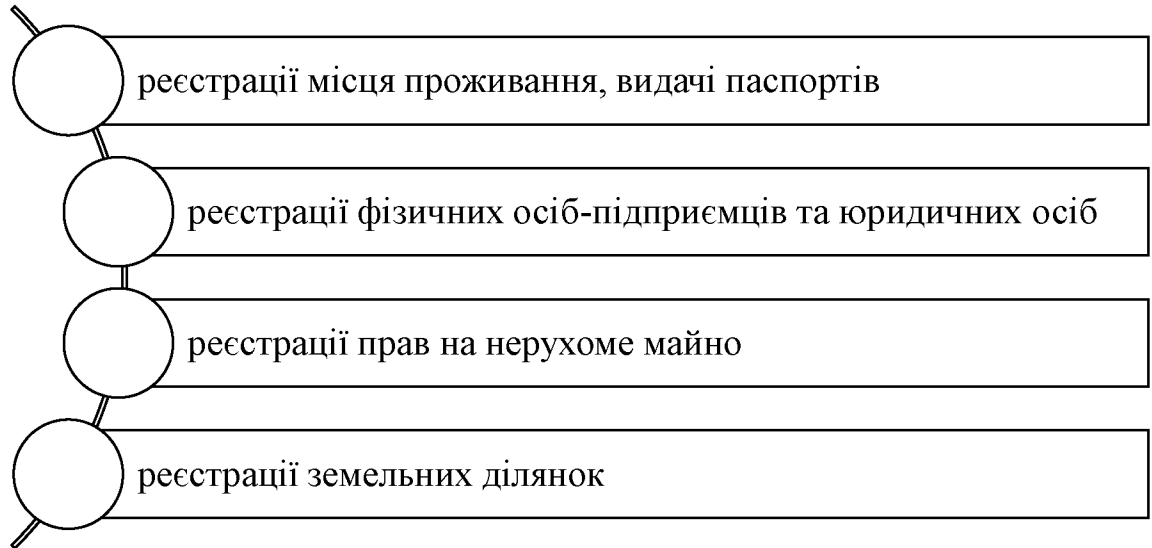 реєстрації місця проживання, видачі паспортів
реєстрації фізичних осіб-підприємців та юридичних осіб
реєстрації прав на нерухоме майно
реєстрації земельних ділянок